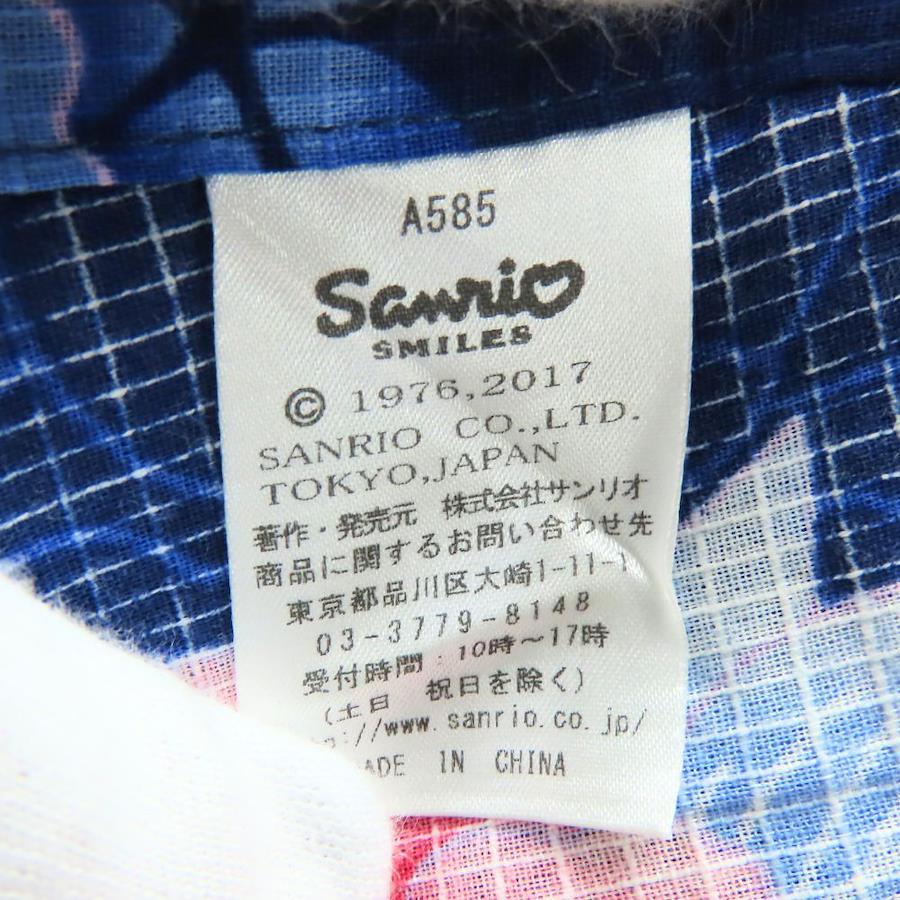 A585
Sanrio
SMILES
© 1976,2017
SANRIO CO.,LTD.
TOKYO,JAPAN
著作・発売元 株式会社サンリオ
商品に関するお問い合わせ先
東京都品川区大崎1-11-1
03-3779-8148
受付時間：10時～17時
(土日 祝日を除く)
://www.sanrio.co.jp/
ADE IN CHINA